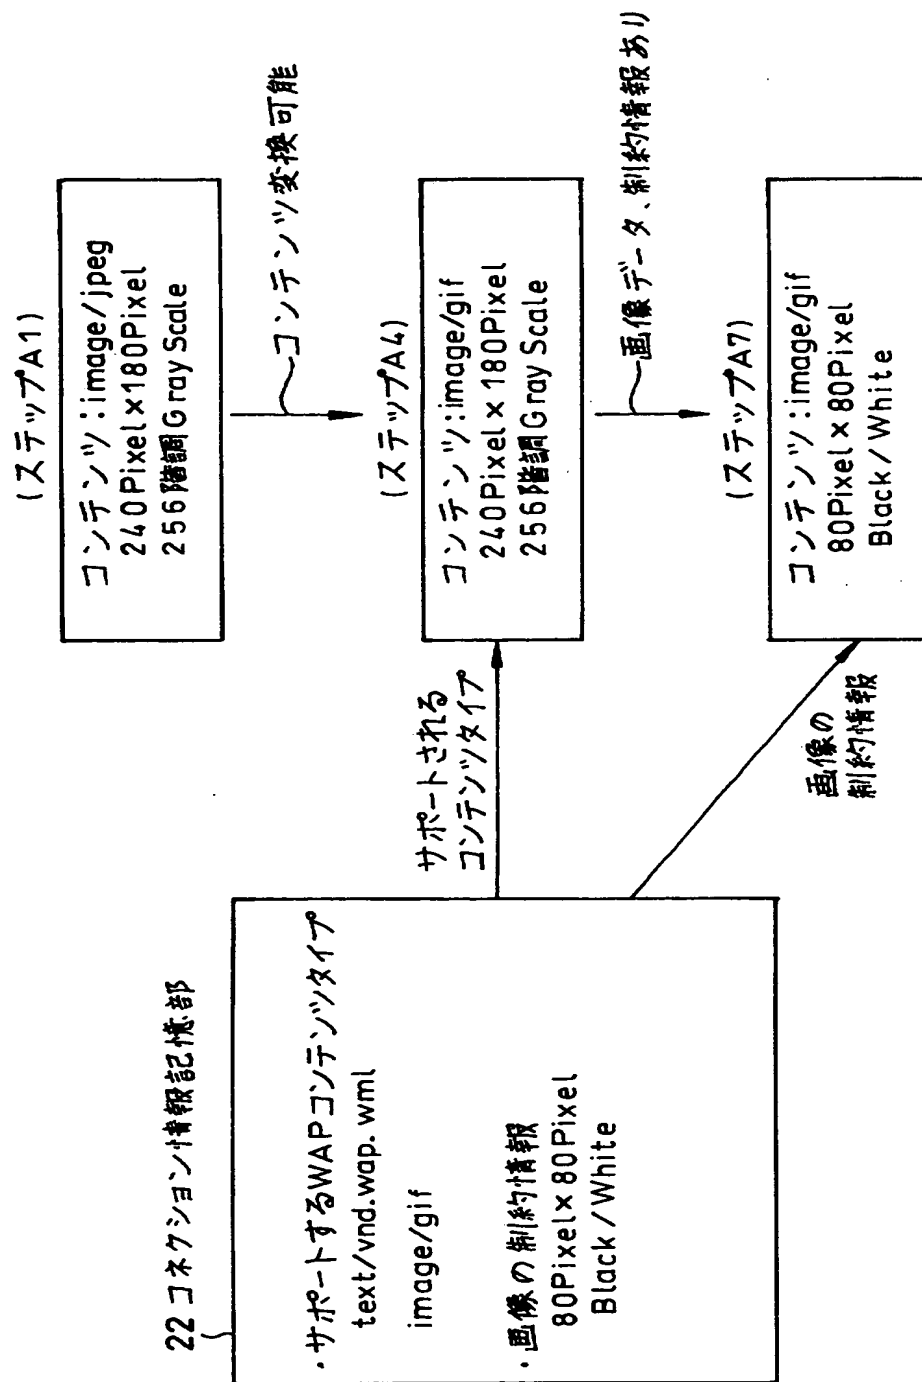 (ステップA1)
コンテンツ:image/jpeg
240Pixel×180Pixel
256階調Gray Scale
コンテンツ変換可能
(ステップA4)
コンテンツ:image/gif
240Pixel×180Pixel
256階調Gray Scale
画像データ、制約情報あり
(ステップA7)
コンテンツ:image/gif
80Pixel×80Pixel
Black/White
サポートされる
コンテンツタイプ
画像の
制約情報
22 コネクション情報記憶部
・サポートするWAPコンテンツタイプ
text/vnd.wap.wml
image/gif
・画像の制約情報
80Pixel×80Pixel
Black/White